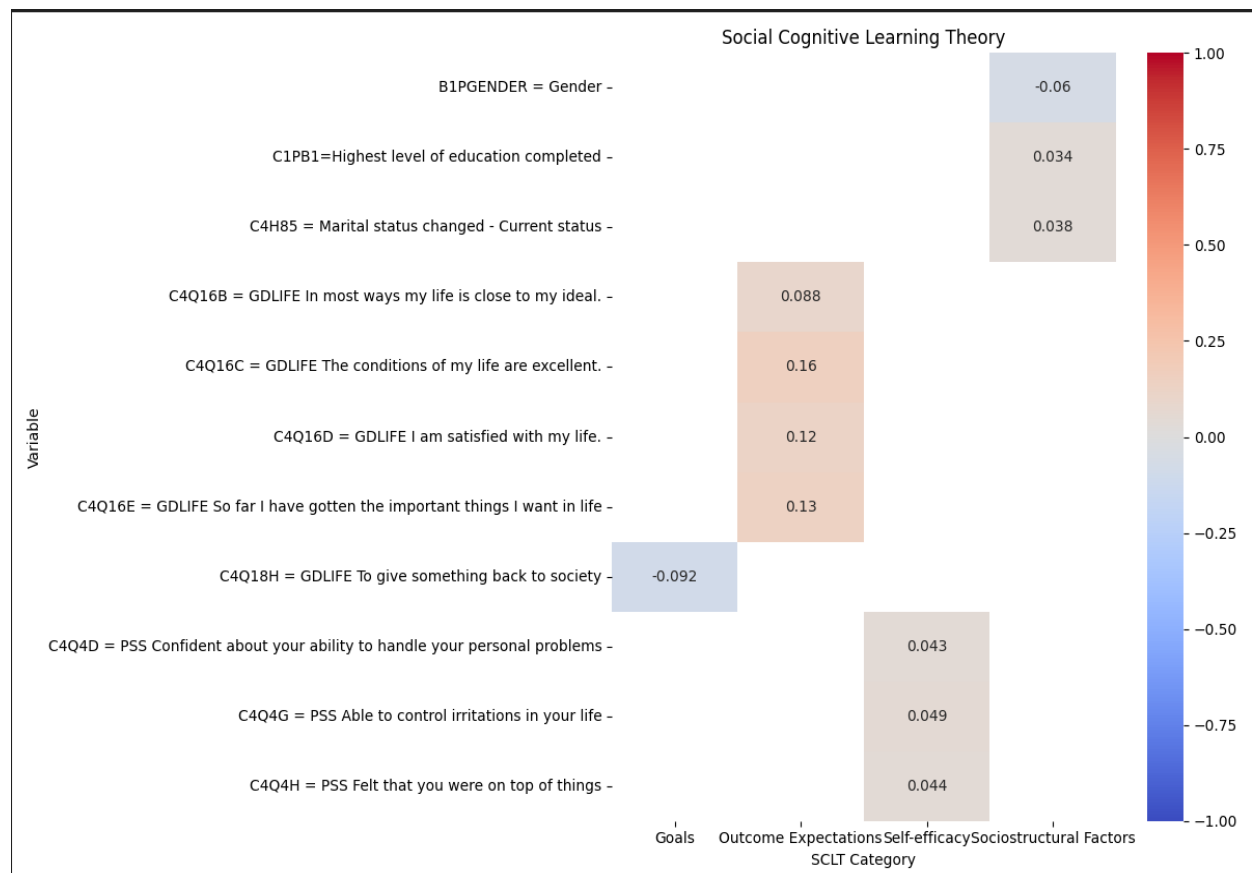 Social Cognitive Learning Theory
B1PGENDER = Gender
-0.06
C1PB1=Highest level of education completed
0.034
C4H85 = Marital status changed - Current status
0.038
C4Q16B = GDLIFE In most ways my life is close to my ideal.
0.088
C4Q16C = GDLIFE The conditions of my life are excellent.
0.16
C4Q16D = GDLIFE I am satisfied with my life.
0.12
C4Q16E = GDLIFE So far I have gotten the important things I want in life
0.13
C4Q18H = GDLIFE To give something back to society
-0.092
C4Q4D = PSS Confident about your ability to handle your personal problems
0.043
C4Q4G = PSS Able to control irritations in your life
0.049
C4Q4H = PSS Felt that you were on top of things
0.044
Variable
Goals
Outcome Expectations
Self-efficacy
Sociostructural Factors
SCLT Category
1.00
0.75
0.50
0.25
0.00
−0.25
−0.50
−0.75
−1.00